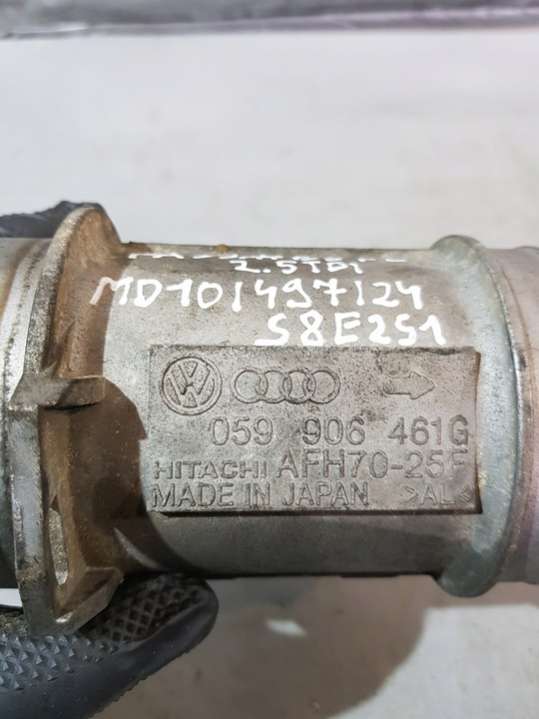 2.5TDI
MD101497124
S8E251
059 906 461G
HITACHI AFH70-25F
MADE IN JAPAN >AL<